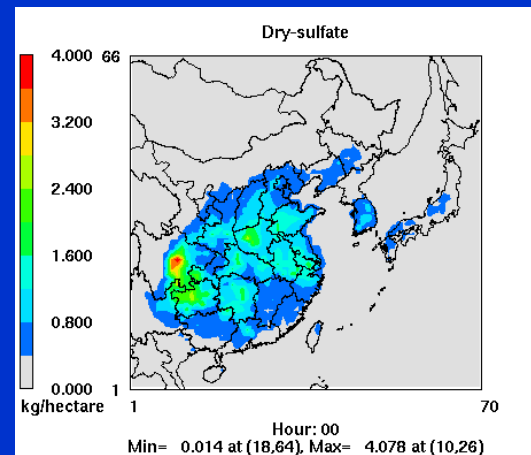 Dry-sulfate
4.000
3.200
2.400
1.600
0.800
0.000
kg/hectare
66
1
1
70
Hour: 00
Min= 0.014 at (18,64), Max= 4.078 at (10,26)